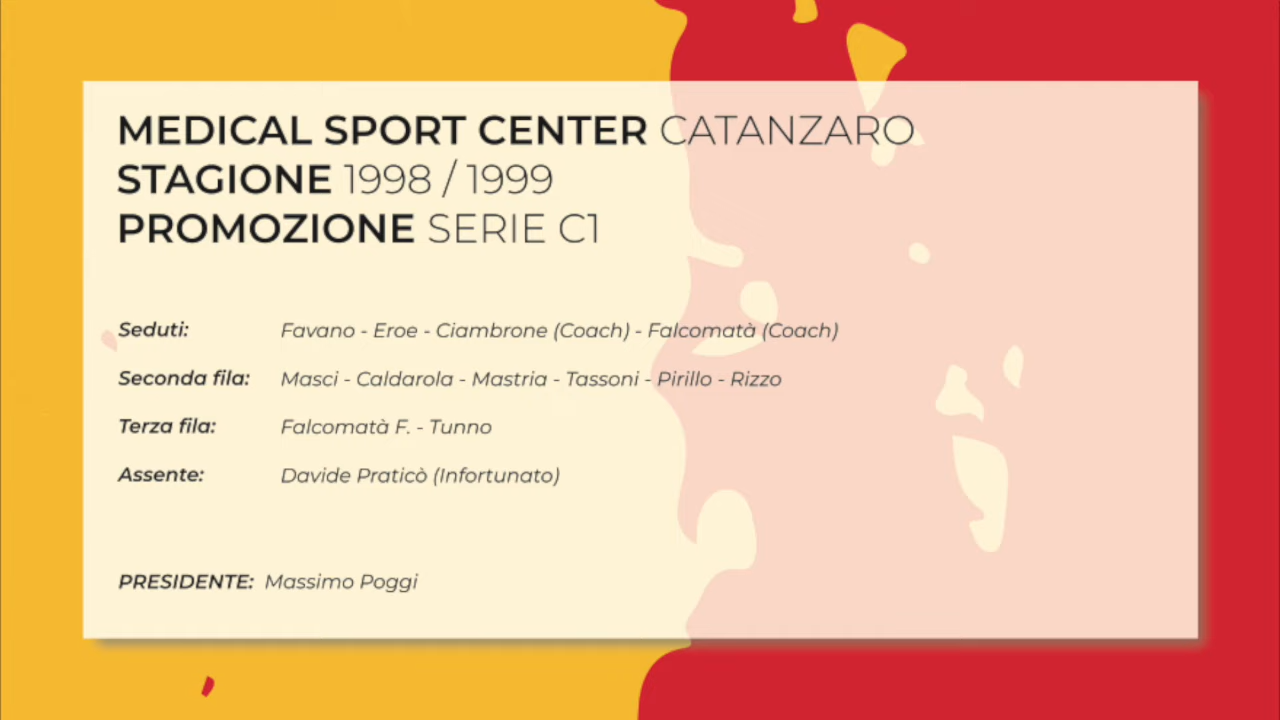 MEDICAL SPORT CENTER CATANZARO
STAGIONE 1998 / 1999
PROMOZIONE SERIE C1
Seduti: Favano - Eroe - Ciambrone (Coach) - Falcomatà (Coach)
Seconda fila: Masci - Caldarola - Mastria - Tassoni - Pirillo - Rizzo
Terza fila: Falcomatà F. - Tunno
Assente: Davide Praticò (Infortunato)
PRESIDENTE: Massimo Poggi